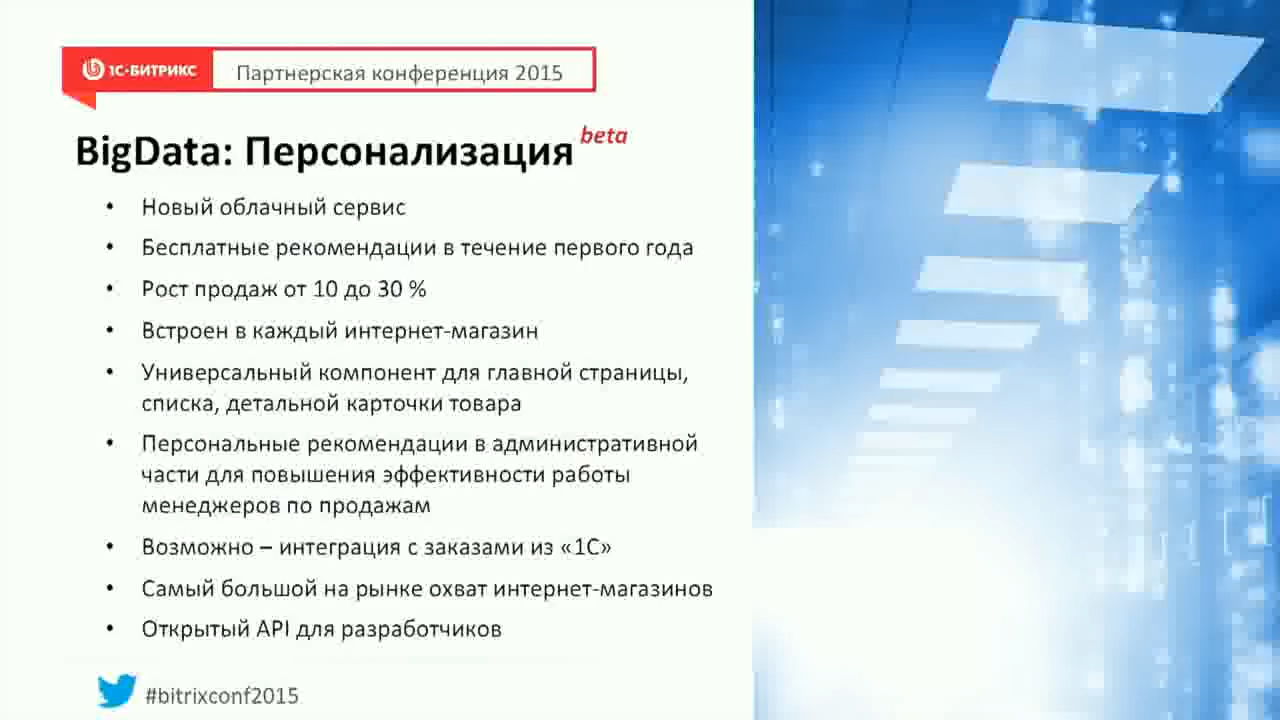 1С-БИТРИКС Партнерская конференция 2015
BigData: Персонализация beta
• Новый облачный сервис
• Бесплатные рекомендации в течение первого года
• Рост продаж от 10 до 30 %
• Встроен в каждый интернет-магазин
• Универсальный компонент для главной страницы,
списка, детальной карточки товара
• Персональные рекомендации в административной
части для повышения эффективности работы
менеджеров по продажам
• Возможно – интеграция с заказами из «1С»
• Самый большой на рынке охват интернет-магазинов
• Открытый API для разработчиков
#bitrixconf2015